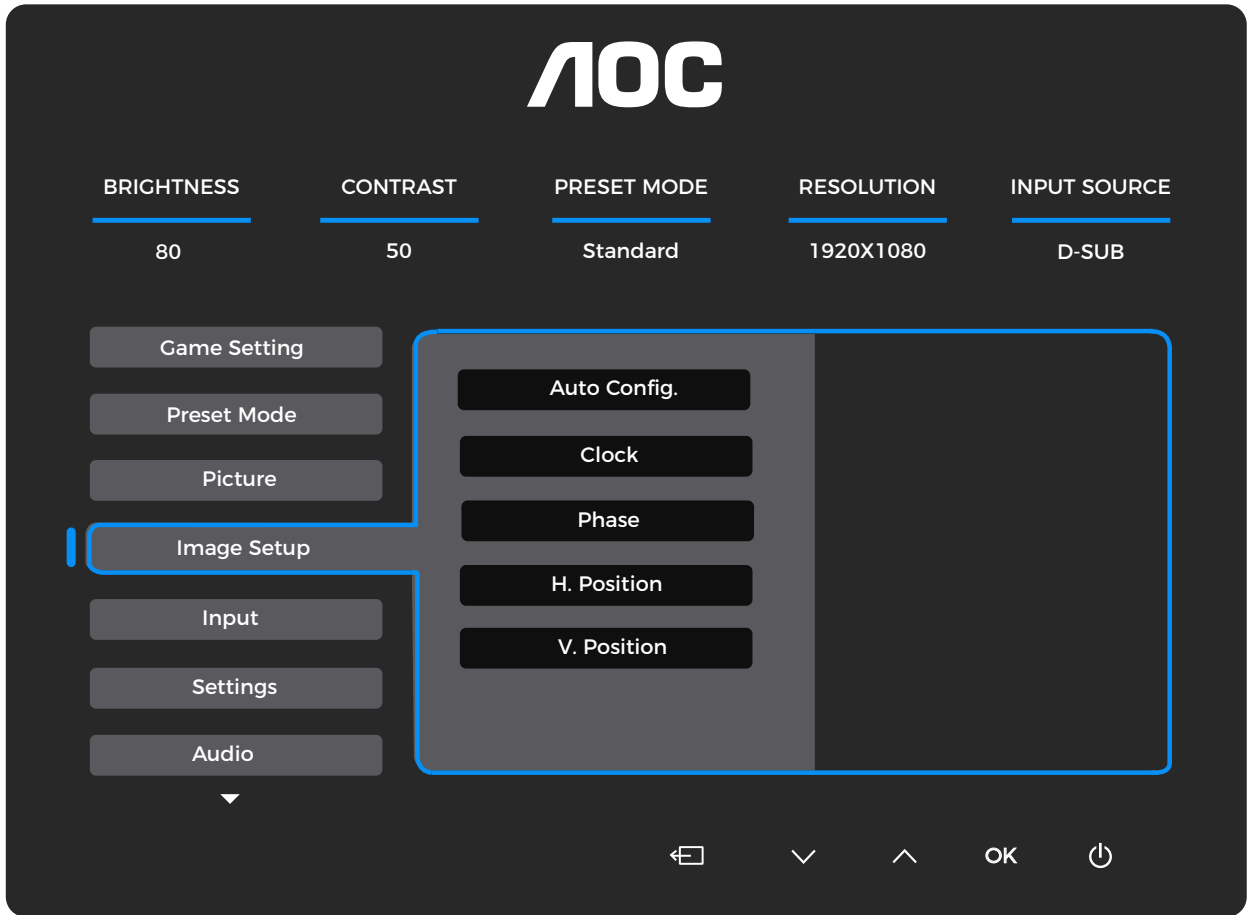 AOC
BRIGHTNESS CONTRAST PRESET MODE RESOLUTION INPUT SOURCE
80 50 Standard 1920X1080 D-SUB
Game Setting
Preset Mode
Picture
Image Setup
Input
Settings
Audio
Auto Config.
Clock
Phase
H. Position
V. Position
OK